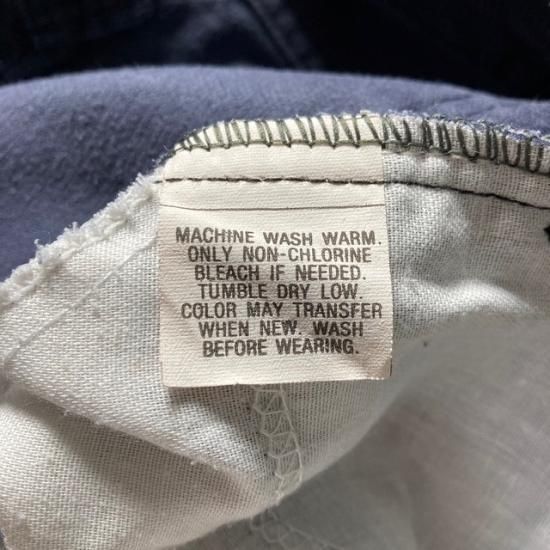 MACHINE WASH WARM.
ONLY NON-CHLORINE
BLEACH IF NEEDED.
TUMBLE DRY LOW.
COLOR MAY TRANSFER
WHEN NEW. WASH
BEFORE WEARING.